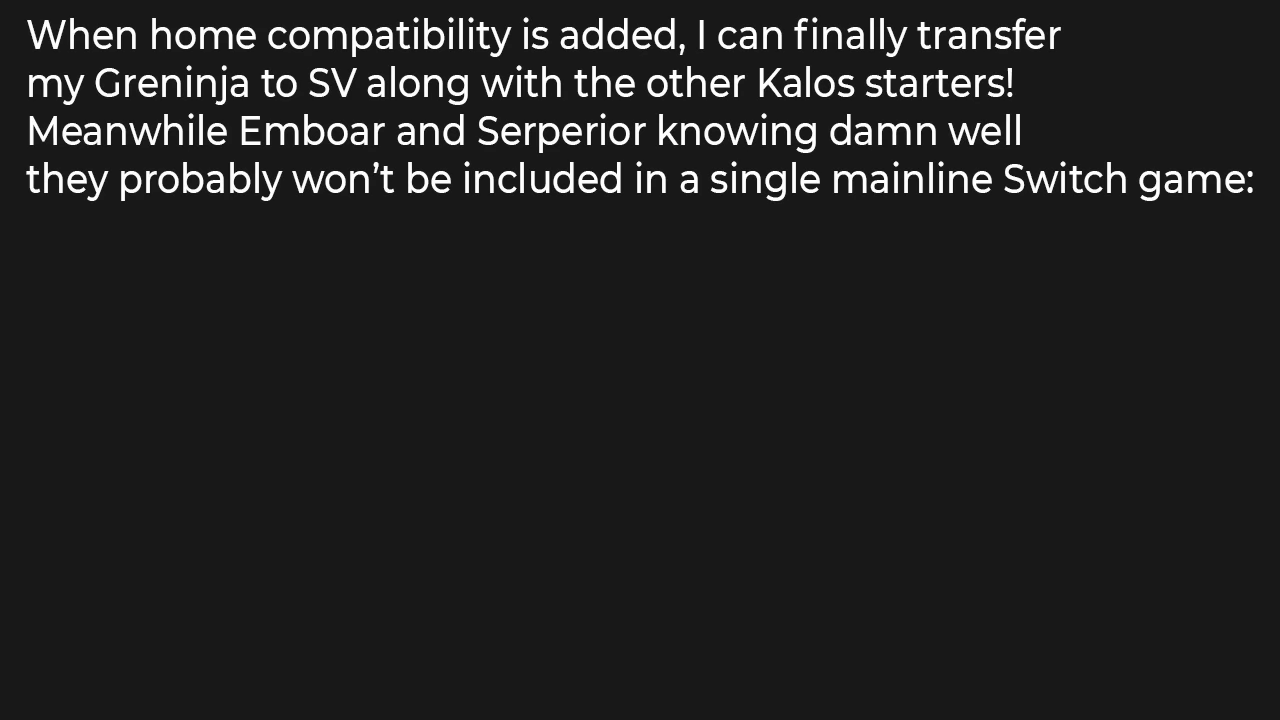 When home compatibility is added, I can finally transfer
my Greninja to SV along with the other Kalos starters!
Meanwhile Emboar and Serperior knowing damn well
they probably won’t be included in a single mainline Switch game: